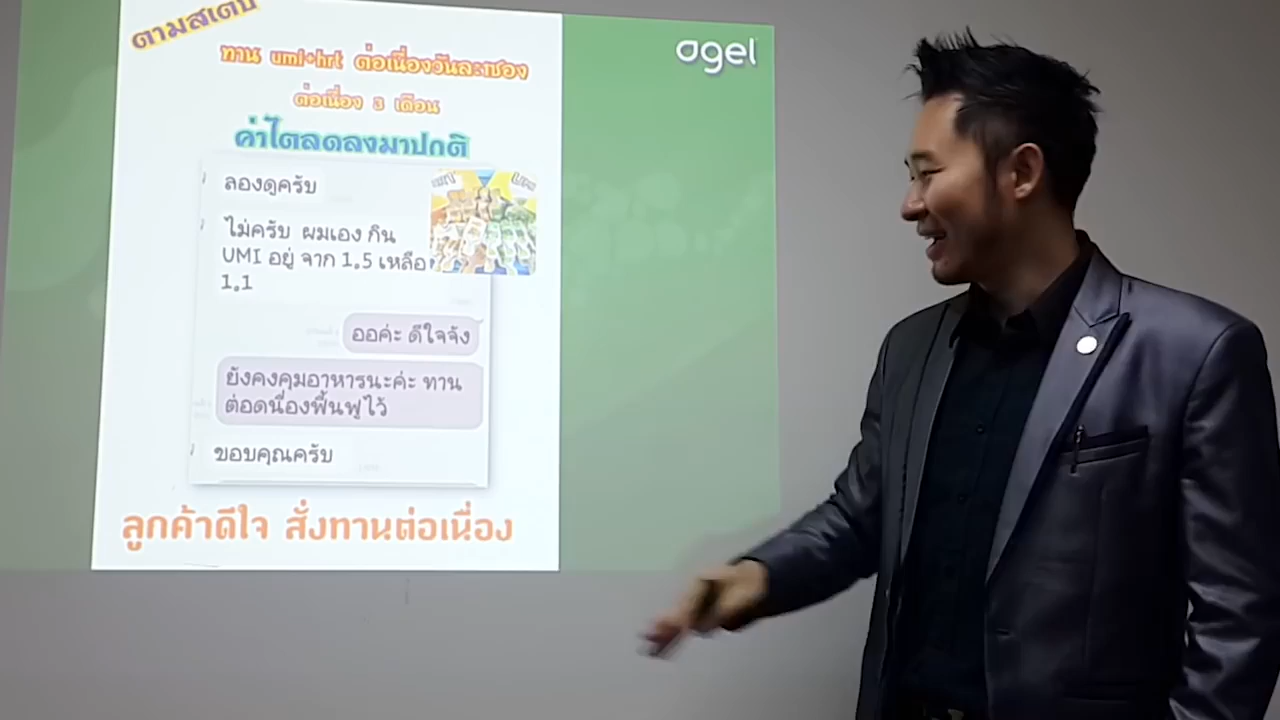 ตามสเตป
agel
ทาน umi+hrt ต่อเนื่องวันละซอง
ต่อเนื่อง 3 เดือน
ค่าไตลดลงมาปกติ
ลองดูครับ
ไม่ครับ ผมเอง กิน
UMI อยู่ จาก 1.5 เหลือ
1.1
ออค่ะ ดีใจจัง
ยังคงคุมอาหารนะค่ะ ทาน
ต่อดนื่องฟื้นฟูไว้
ขอบคุณครับ
ลูกค้าดีใจ สั่งทานต่อเนื่อง